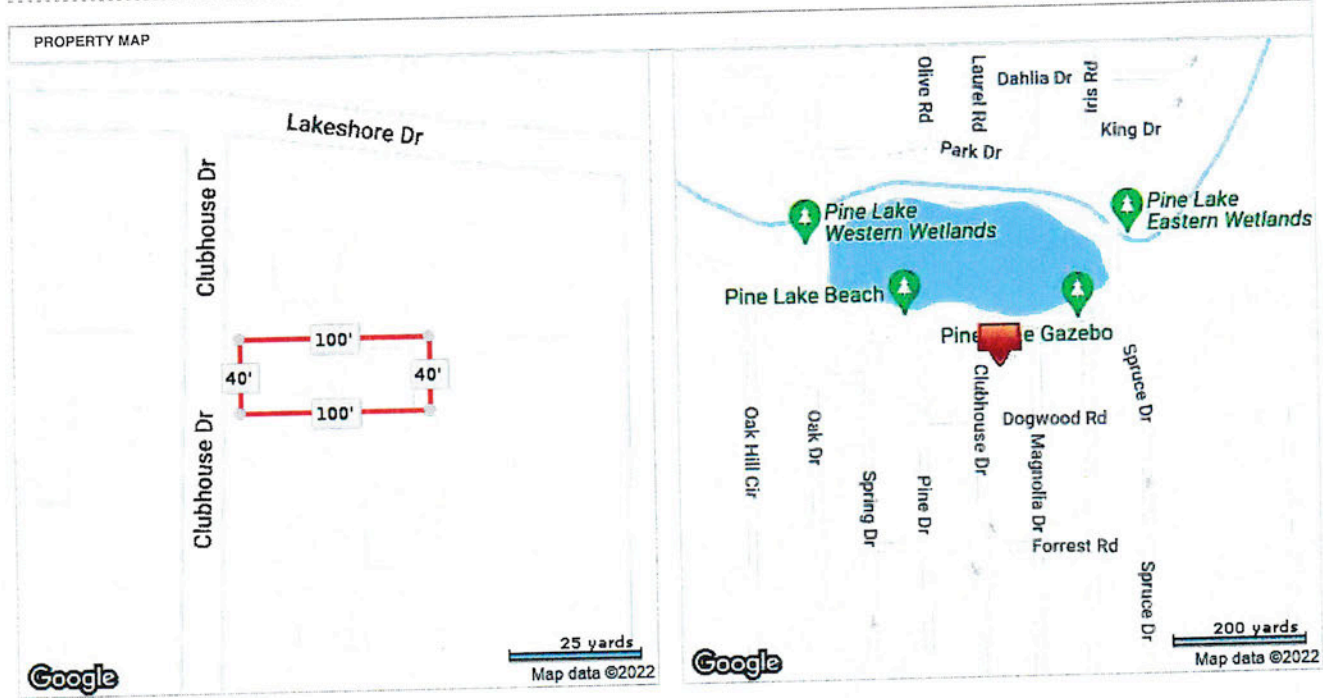 PROPERTY MAP
Lakeshore Dr
Clubhouse Dr
100'
40'
40'
100'
Clubhouse Dr
25 yards
Google
Map data ©2022
Olive Rd
Laurel Rd
Dahlia Dr
Iris Rd
King Dr
Park Dr
Pine Lake
Western Wetlands
Pine Lake
Eastern Wetlands
Pine Lake Beach
Pine e Gazebo
Spruce Dr
Clubhouse Dr
Dogwood Rd
Oak Hill Cir
Oak Dr
Spring Dr
Pine Dr
Magnolia Dr
Forrest Rd
Spruce Dr
200 yards
Google
Map data ©2022